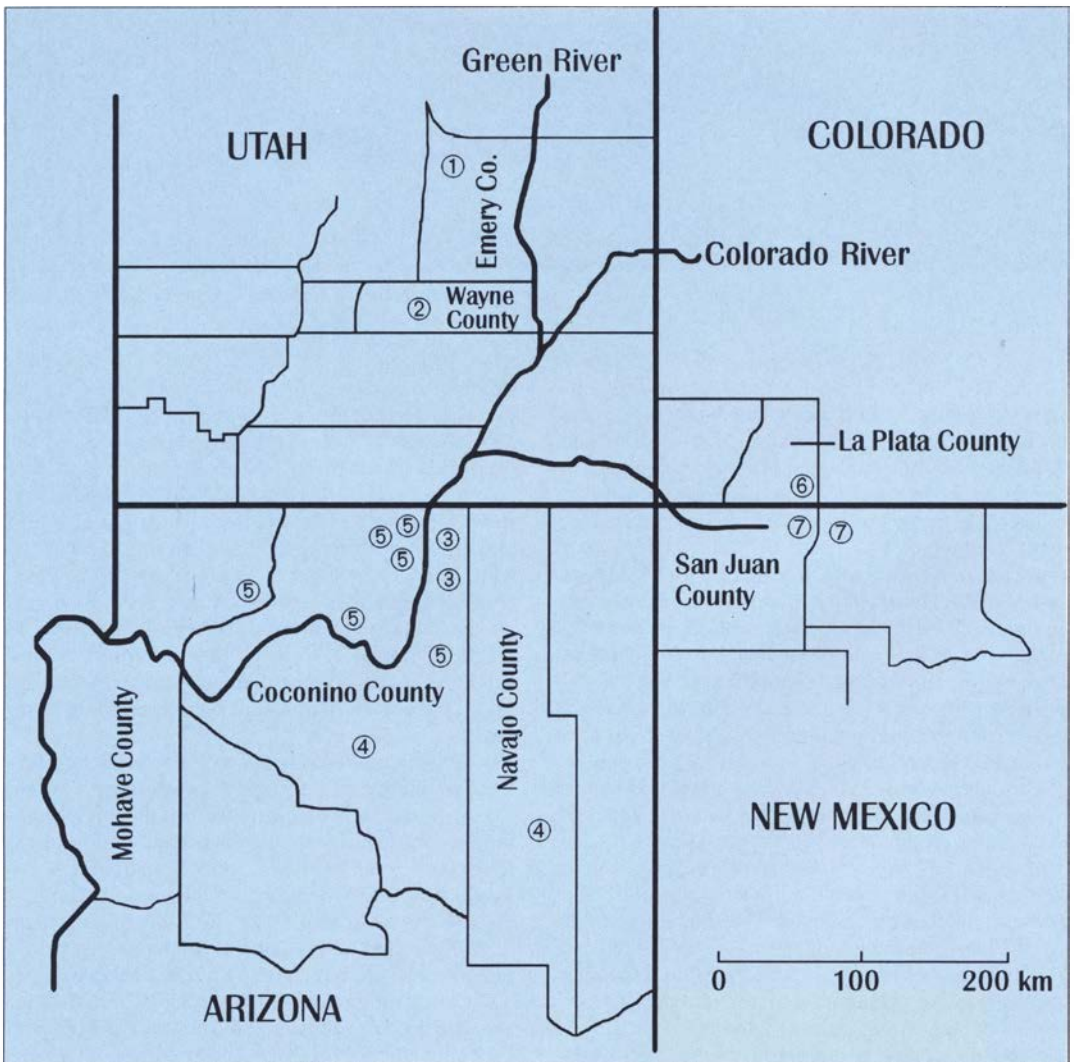 Green River
UTAH
COLORADO
①
Emery Co.
Colorado River
②
Wayne
County
La Plata County
⑥
⑤
⑤
③
⑦
⑦
⑤
San Juan
County
③
⑤
⑤
⑤
Coconino County
Navajo County
Mohave County
④
④
NEW MEXICO
0
100
200 km
ARIZONA